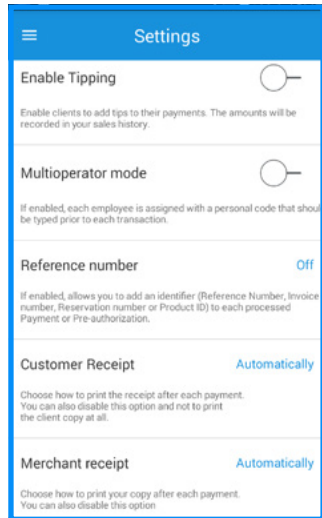 Settings
Enable Tipping
Enable clients to add tips to their payments. The amounts will be
recorded in your sales history.
Multioperator mode
If enabled, each employee is assigned with a personal code that shoul
be typed prior to each transaction.
Reference number Off
If enabled, allows you to add an identifier (Reference Number, Invoice
number, Reservation number or Product ID) to each processed
Payment or Pre-authorization.
Customer Receipt Automatically
Choose how to print the receipt after each payment.
You can also disable this option and not to print
the client copy at all.
Merchant receipt Automatically
Choose how to print your copy after each payment.
You can also disable this option